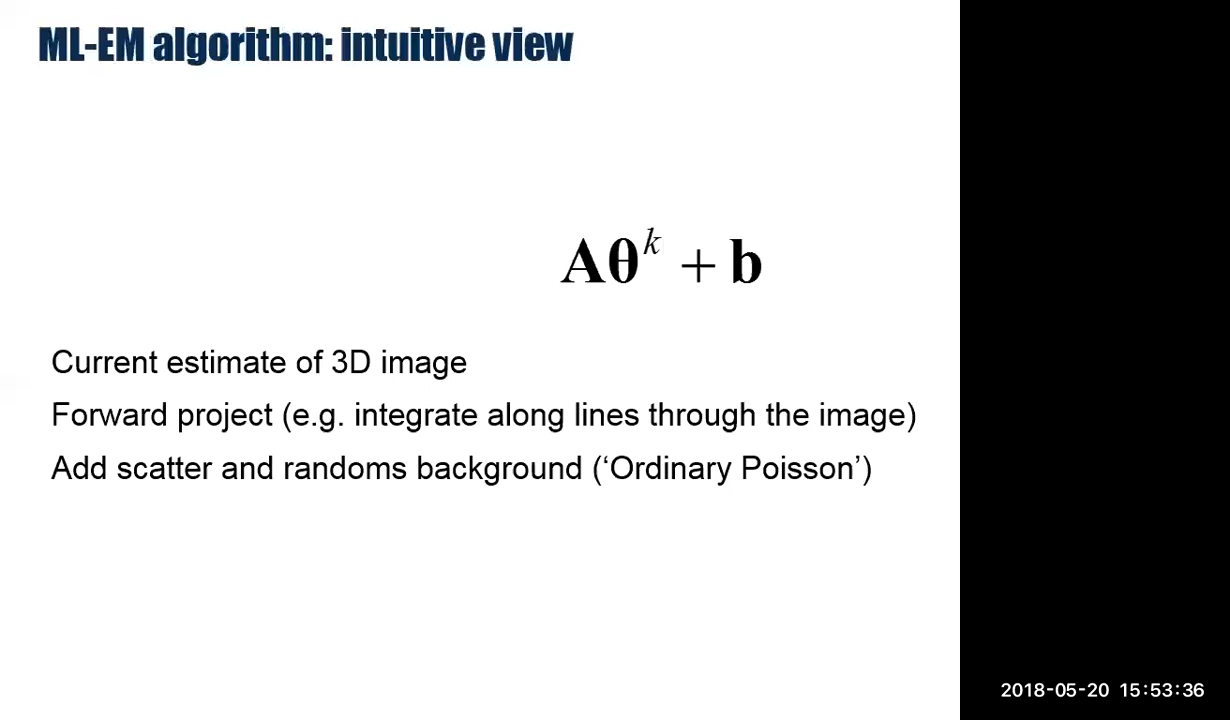 ML-EM algorithm: intuitive view
Aθᵏ + b
Current estimate of 3D image
Forward project (e.g. integrate along lines through the image)
Add scatter and randoms background (‘Ordinary Poisson’)
2018-05-20 15:53:36